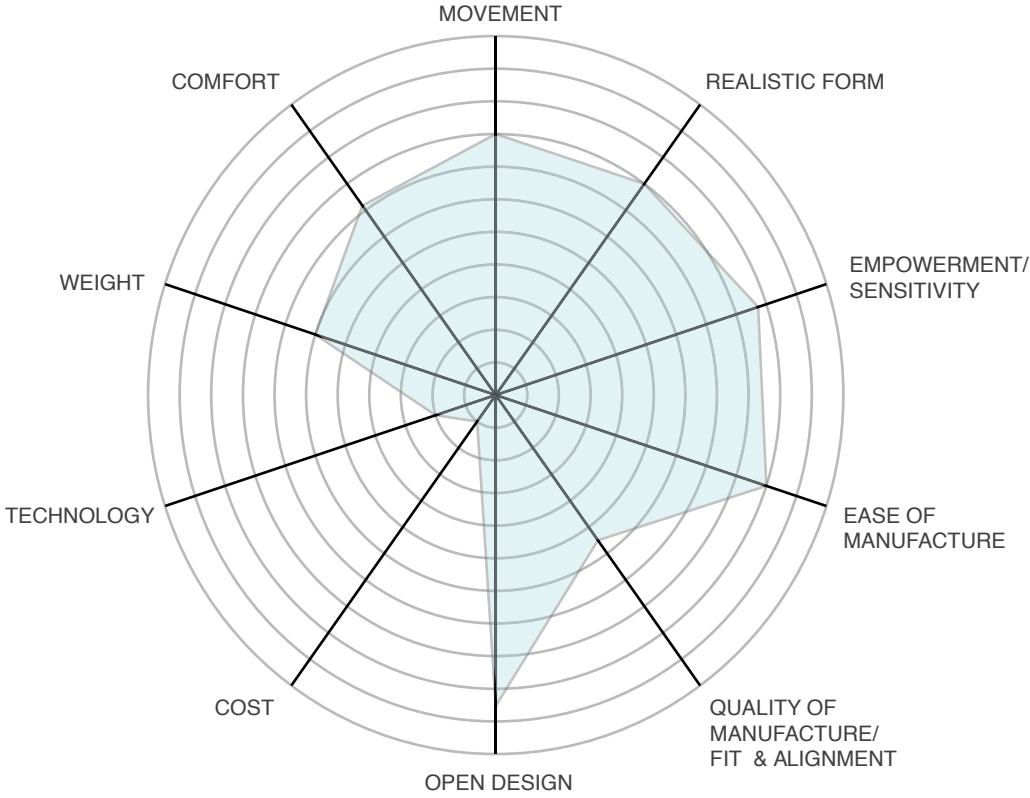 MOVEMENT
COMFORT
REALISTIC FORM
WEIGHT
EMPOWERMENT/
SENSITIVITY
TECHNOLOGY
EASE OF
MANUFACTURE
COST
QUALITY OF
MANUFACTURE/
FIT & ALIGNMENT
OPEN DESIGN